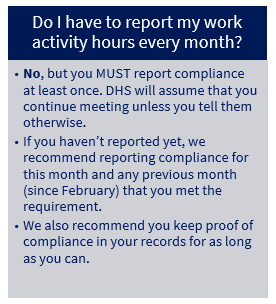 Do I have to report my work
activity hours every month?
• No, but you MUST report compliance
at least once. DHS will assume that you
continue meeting unless you tell them
otherwise.
• If you haven't reported yet, we
recommend reporting compliance for
this month and any previous month
(since February) that you met the
requirement.
• We also recommend you keep proof of
compliance in your records for as long
as you can.